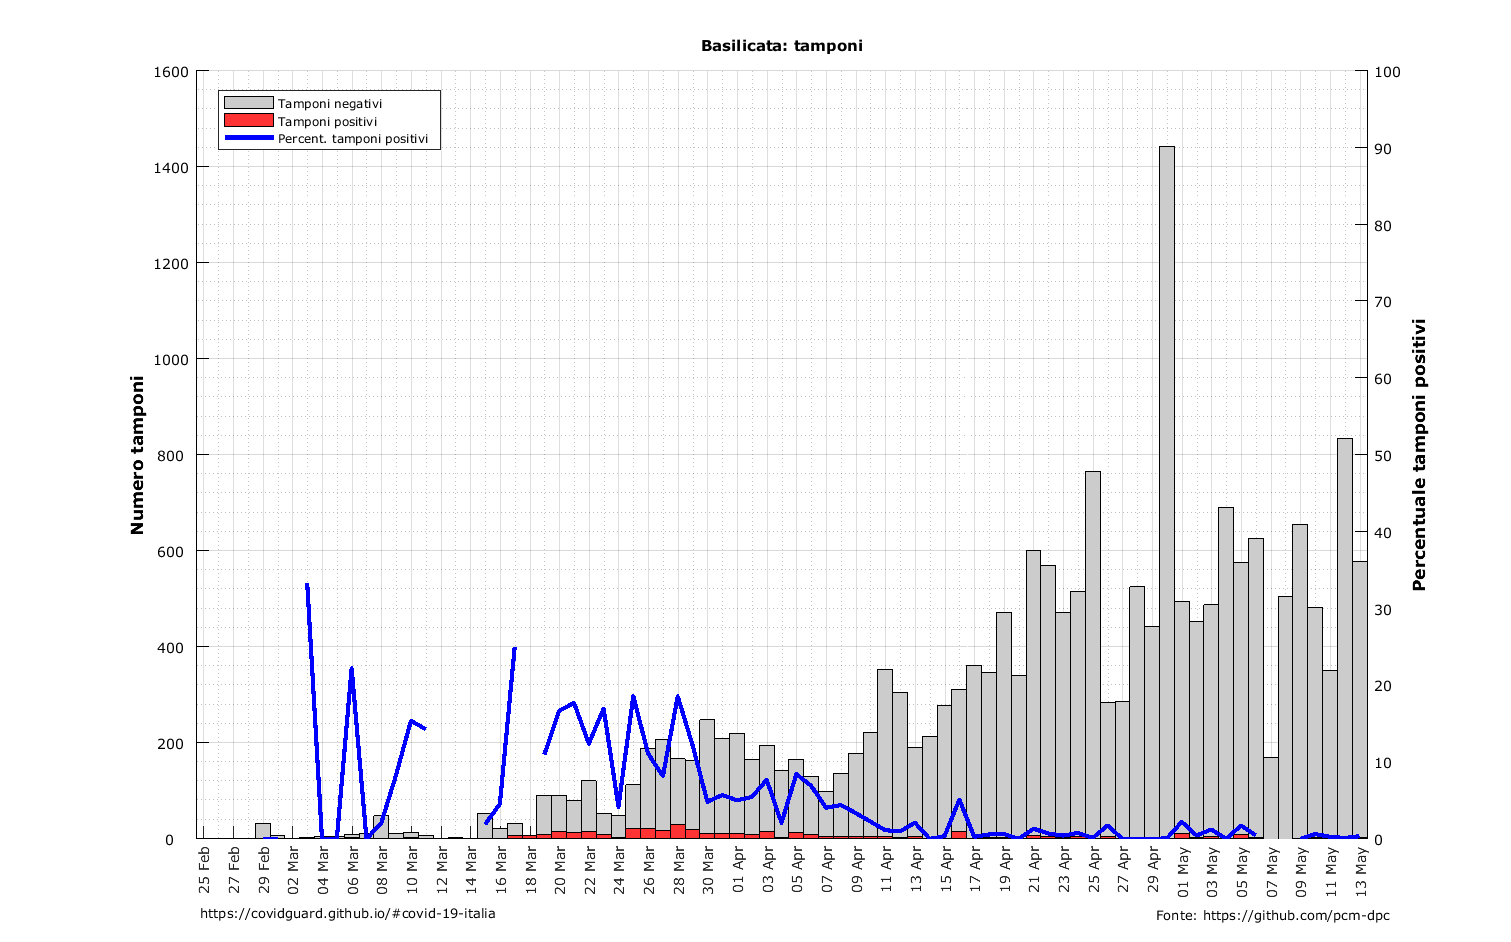 Basilicata: tamponi
Tamponi negativi
Tamponi positivi
Percent. tamponi positivi
Numero tamponi
1600
1400
1200
1000
800
600
400
200
0
Percentuale tamponi positivi
100
90
80
70
60
50
40
30
20
10
0
25 Feb
27 Feb
29 Feb
02 Mar
04 Mar
06 Mar
08 Mar
10 Mar
12 Mar
14 Mar
16 Mar
18 Mar
20 Mar
22 Mar
24 Mar
26 Mar
28 Mar
30 Mar
01 Apr
03 Apr
05 Apr
07 Apr
09 Apr
11 Apr
13 Apr
15 Apr
17 Apr
19 Apr
21 Apr
23 Apr
25 Apr
27 Apr
29 Apr
01 May
03 May
05 May
07 May
09 May
11 May
13 May
https://covidguard.github.io/#covid-19-italia
Fonte: https://github.com/pcm-dpc